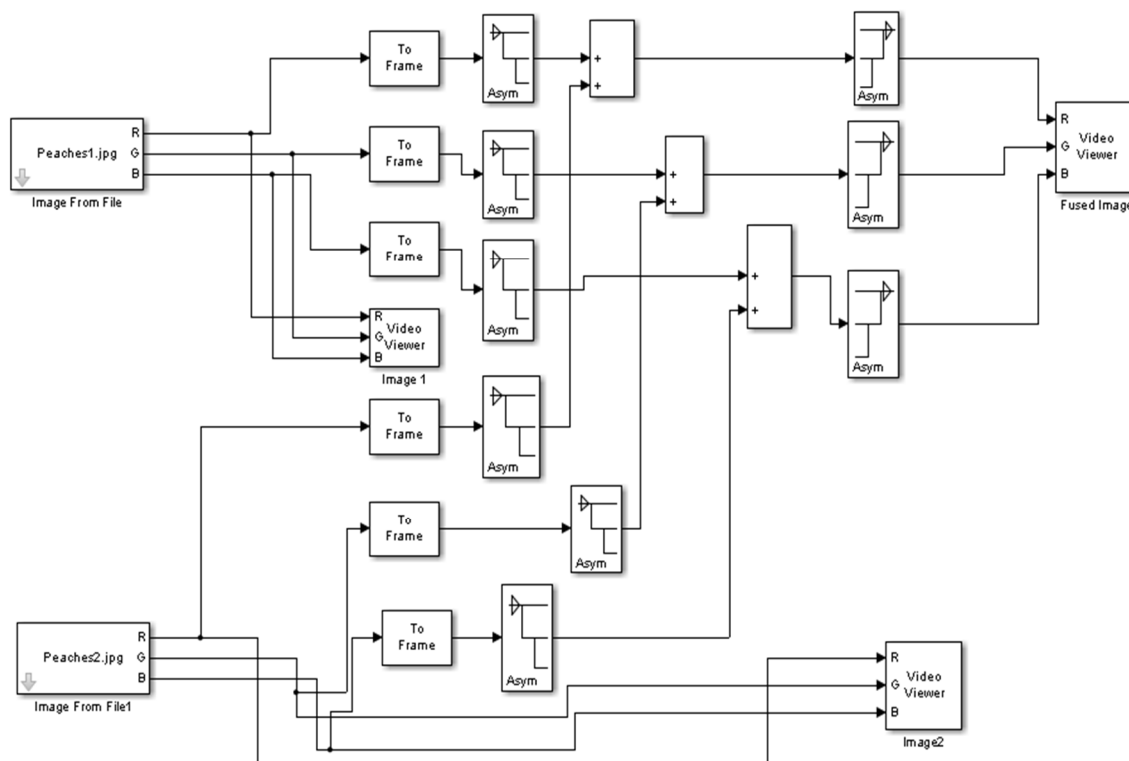 To
Frame
Asym
+
+
Asym
R
Peaches1.jpg
G
B
Image From File
To
Frame
Asym
+
+
Asym
R
G
B
Video
Viewer
Fused Image
To
Frame
Asym
+
+
Asym
R
G
B
Video
Viewer
Image 1
To
Frame
Asym
To
Frame
Asym
To
Frame
Asym
R
Peaches2.jpg
G
B
Image From File1
R
G
B
Video
Viewer
Image2